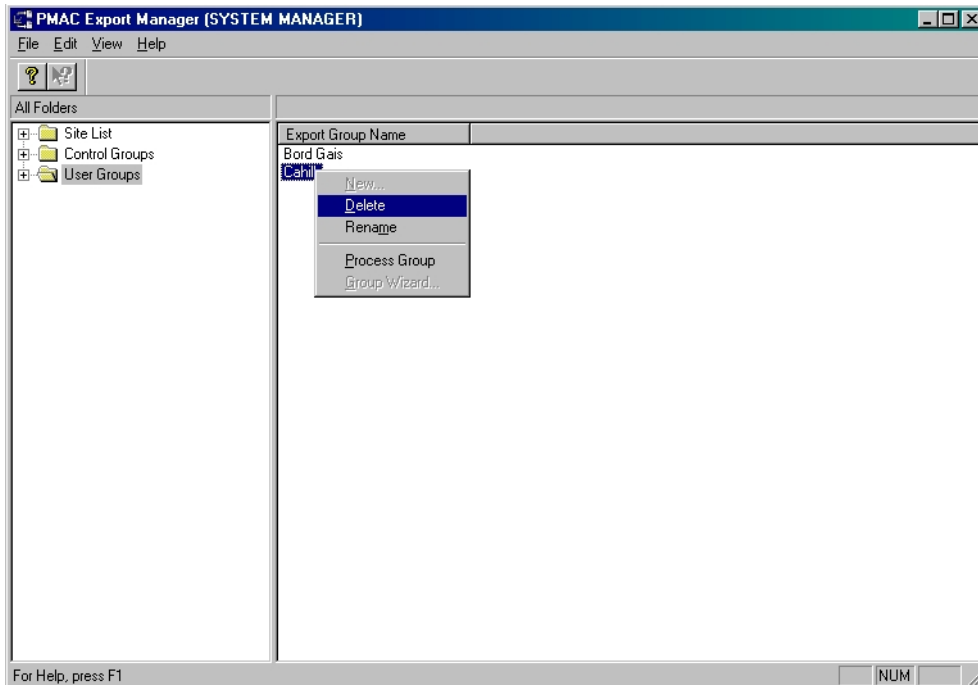 PMAC Export Manager (SYSTEM MANAGER)
File Edit View Help
All Folders
Site List
Control Groups
User Groups
Export Group Name
Bord Gais
Cahil
New...
Delete
Rename
Process Group
Group Wizard...
For Help, press F1
NUM